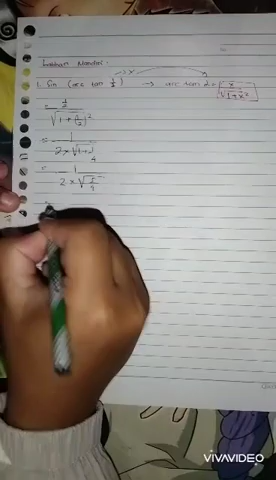 Latihan Mandiri
1. Sin (arc tan 1/2) → x → arc tan x = x/√1+x²
= 1/2 / √1+(1/2)²
= 1 / 2 × √1+1/4
= 1 / 2 × √5/4
=
VIVAVIDEO